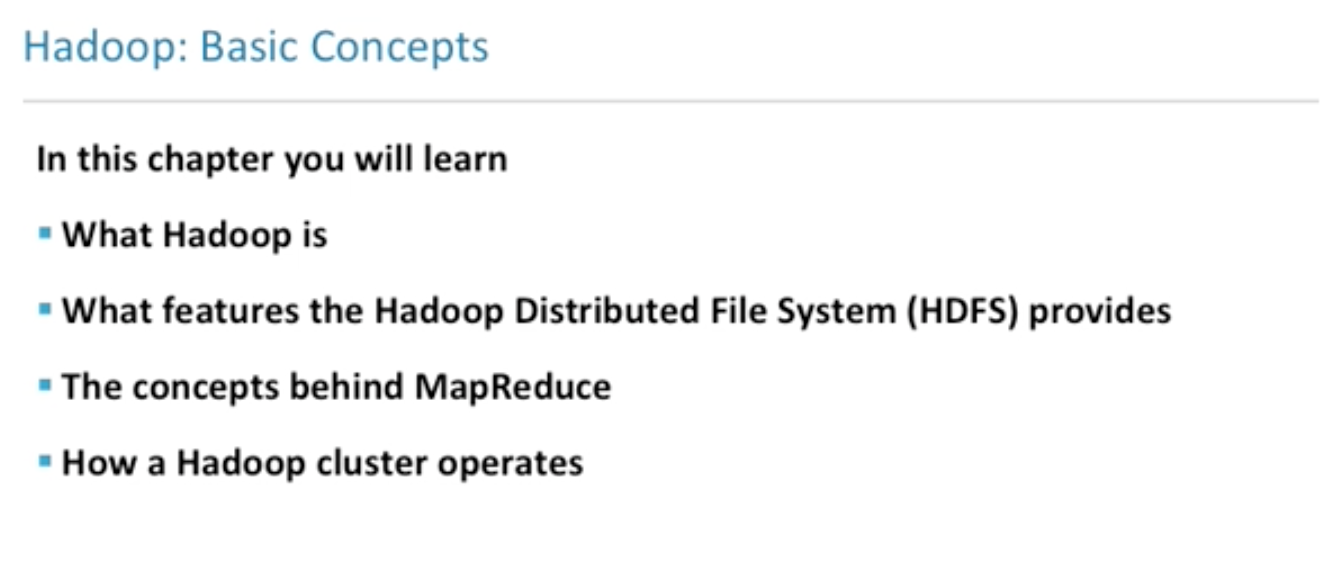 Hadoop: Basic Concepts
In this chapter you will learn
▪ What Hadoop is
▪ What features the Hadoop Distributed File System (HDFS) provides
▪ The concepts behind MapReduce
▪ How a Hadoop cluster operates